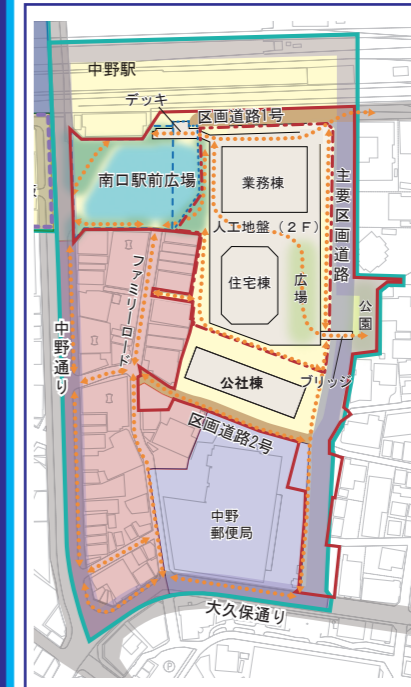 中野駅
デッキ
区画道路1号
南口駅前広場
業務棟
主要区画道路
人工地盤（2F）
ファミリーロード
住宅棟
広場
公園
中野通り
公社棟
ブリッジ
区画道路2号
中野
郵便局
大久保通り
P